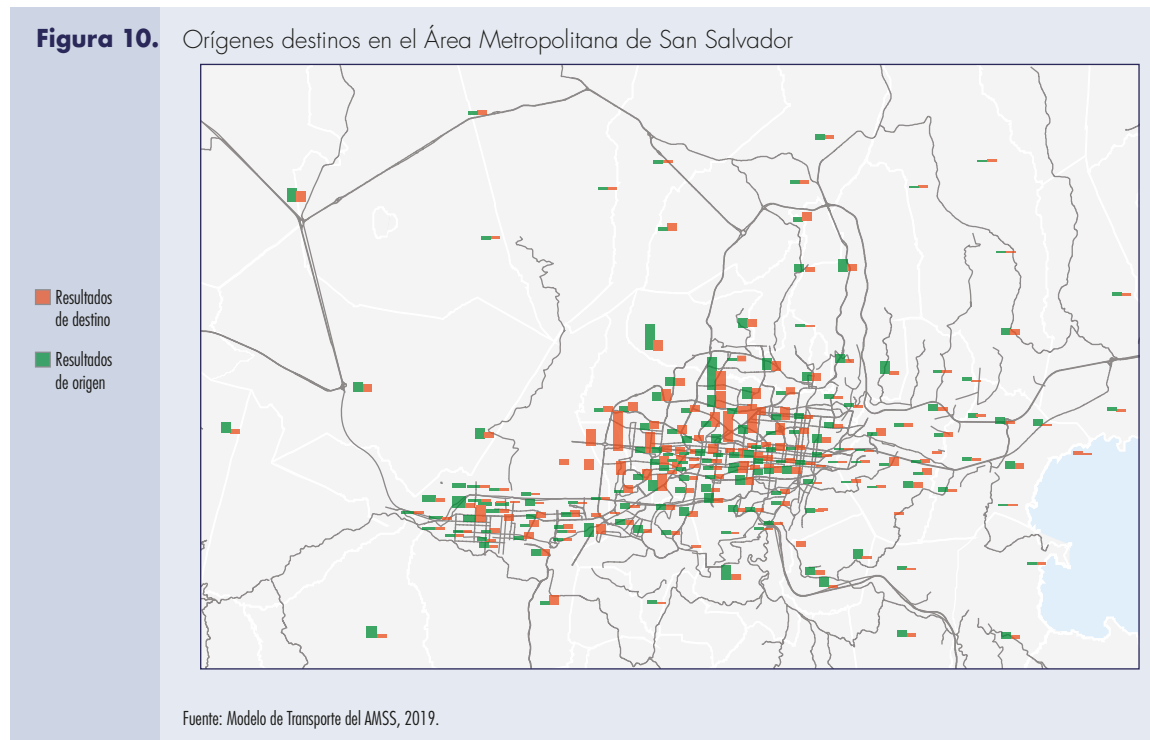 Figura 10. Orígenes destinos en el Área Metropolitana de San Salvador
Resultados
de destino
Resultados
de origen
Fuente: Modelo de Transporte del AMSS, 2019.